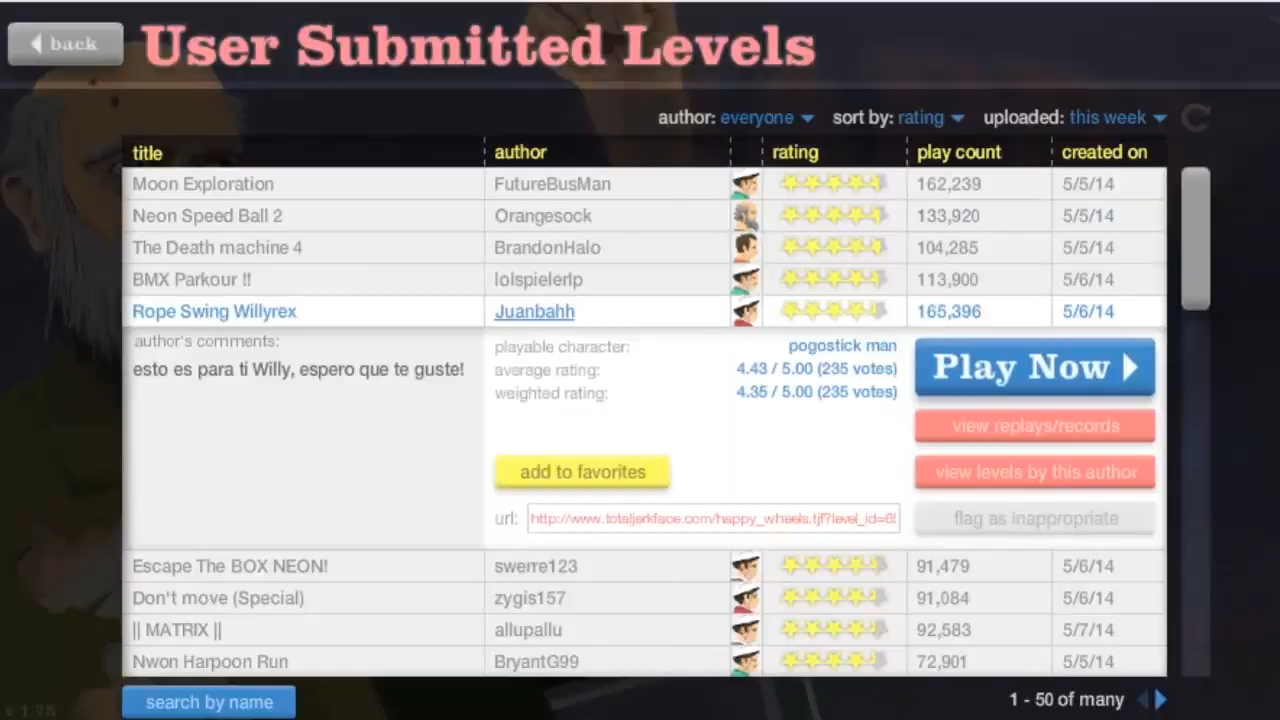 back
User Submitted Levels
author: everyone sort by: rating uploaded: this week
title author rating play count created on
Moon Exploration FutureBusMan 162,239 5/5/14
Neon Speed Ball 2 Orangesock 133,920 5/5/14
The Death machine 4 BrandonHalo 104,285 5/5/14
BMX Parkour !! lolspielerlp 113,900 5/6/14
Rope Swing Willyrex Juanbahh 165,396 5/6/14
author's comments:
esto es para ti Willy, espero que te guste!
playable character: pogostick man
average rating: 4.43 / 5.00 (235 votes)
weighted rating: 4.35 / 5.00 (235 votes)
Play Now
view replays/records
add to favorites
view levels by this author
url: http://www.totaljerkface.com/happy_wheels.tjf?level_id=6
flag as inappropriate
Escape The BOX NEON! swerre123 91,479 5/6/14
Don't move (Special) zygis157 91,084 5/6/14
|| MATRIX || allupallu 92,583 5/7/14
Nwon Harpoon Run BryantG99 72,901 5/5/14
search by name
1 - 50 of many